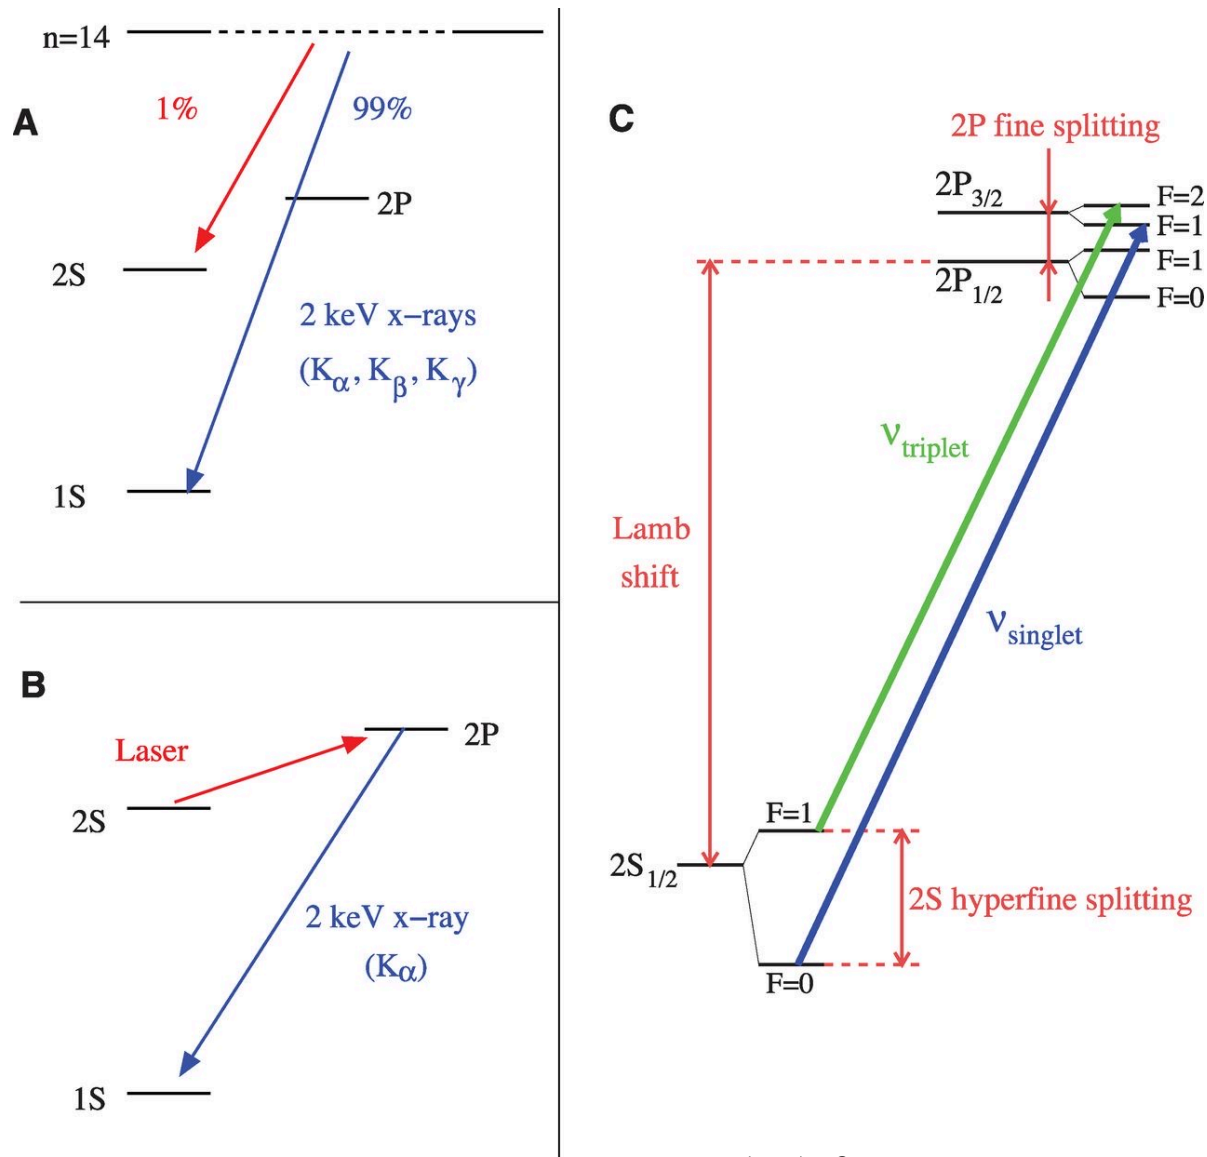 n=14
1%
99%
A
2P
2S
2 keV x−rays
(Kα, Kβ, Kγ)
1S
B
Laser
2P
2S
2 keV x−ray
(Kα)
1S
C
2P fine splitting
2P3/2
F=2
F=1
F=1
2P1/2
F=0
νtriplet
Lamb
shift
νsinglet
F=1
2S1/2
2S hyperfine splitting
F=0